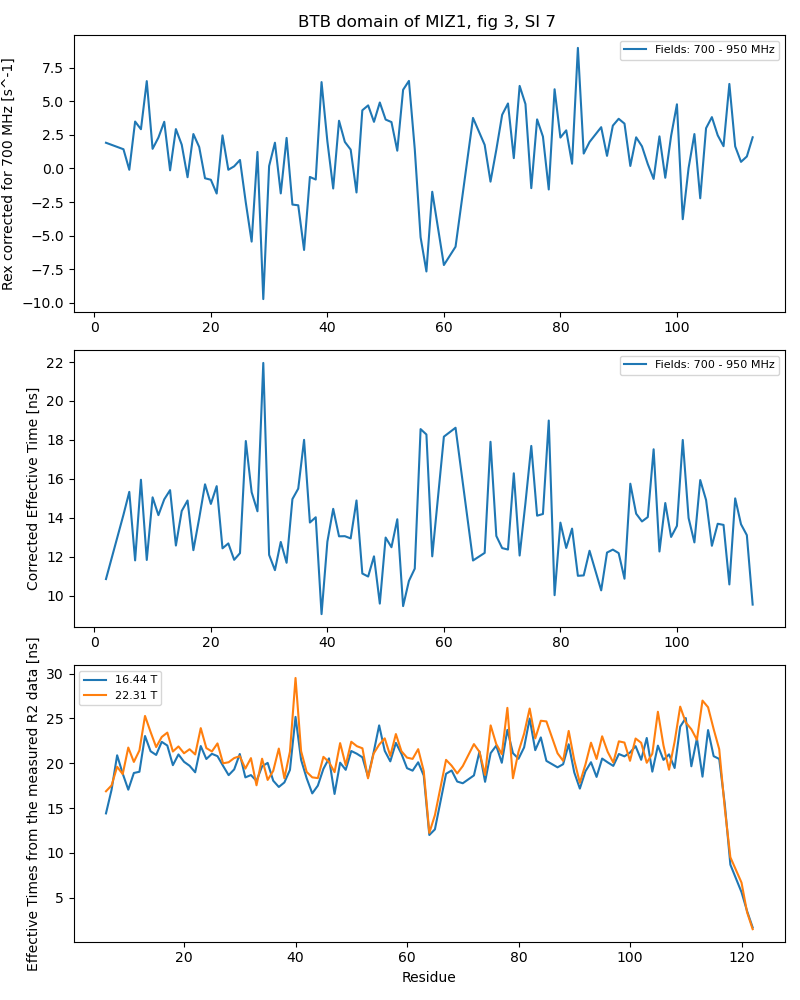 BTB domain of MIZ1, fig 3, SI 7
Rex corrected for 700 MHz [s^-1]
Fields: 700 - 950 MHz
7.5
5.0
2.5
0.0
−2.5
−5.0
−7.5
−10.0
0 20 40 60 80 100
Corrected Effective Time [ns]
Fields: 700 - 950 MHz
22
20
18
16
14
12
10
0 20 40 60 80 100
Effective Times from the measured R2 data [ns]
16.44 T
22.31 T
30
25
20
15
10
5
20 40 60 80 100 120
Residue